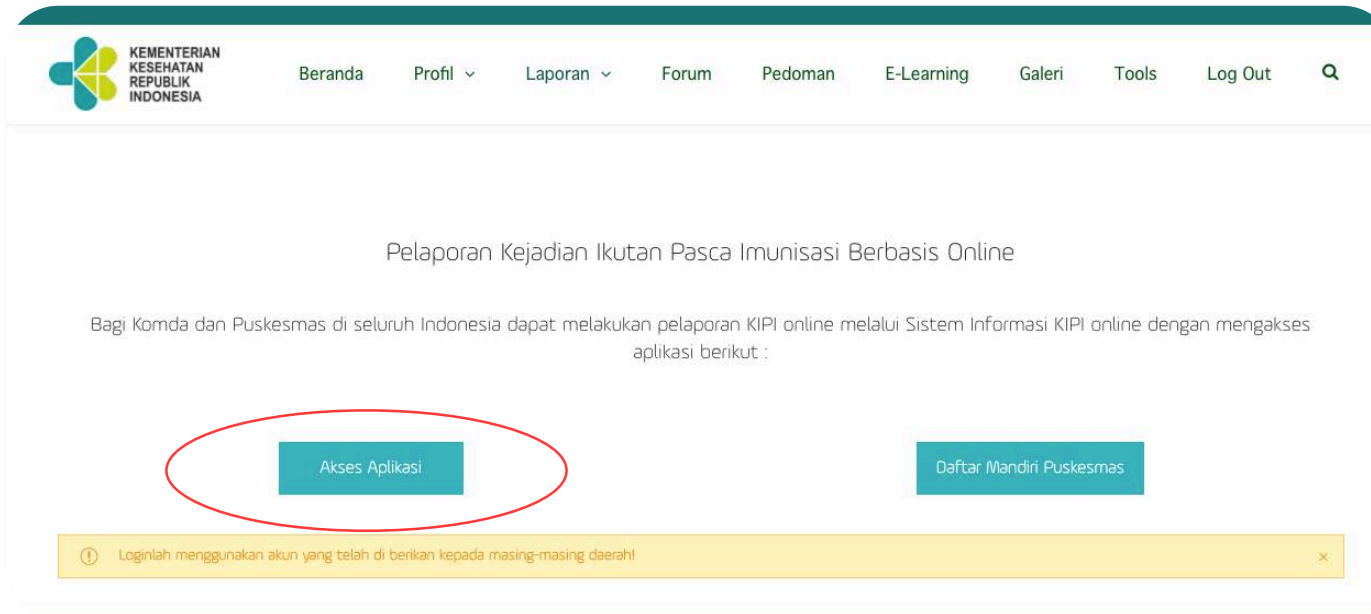 KEMENTERIAN
KESEHATAN
REPUBLIK
INDONESIA
Beranda Profil Laporan Forum Pedoman E-Learning Galeri Tools Log Out
Pelaporan Kejadian Ikutan Pasca Imunisasi Berbasis Online
Bagi Komda dan Puskesmas di seluruh Indonesia dapat melakukan pelaporan KIPI online melalui Sistem Informasi KIPI online dengan mengakses
aplikasi berikut :
Akses Aplikasi
Daftar Mandiri Puskesmas
Loginlah menggunakan akun yang telah di berikan kepada masing-masing daerah!